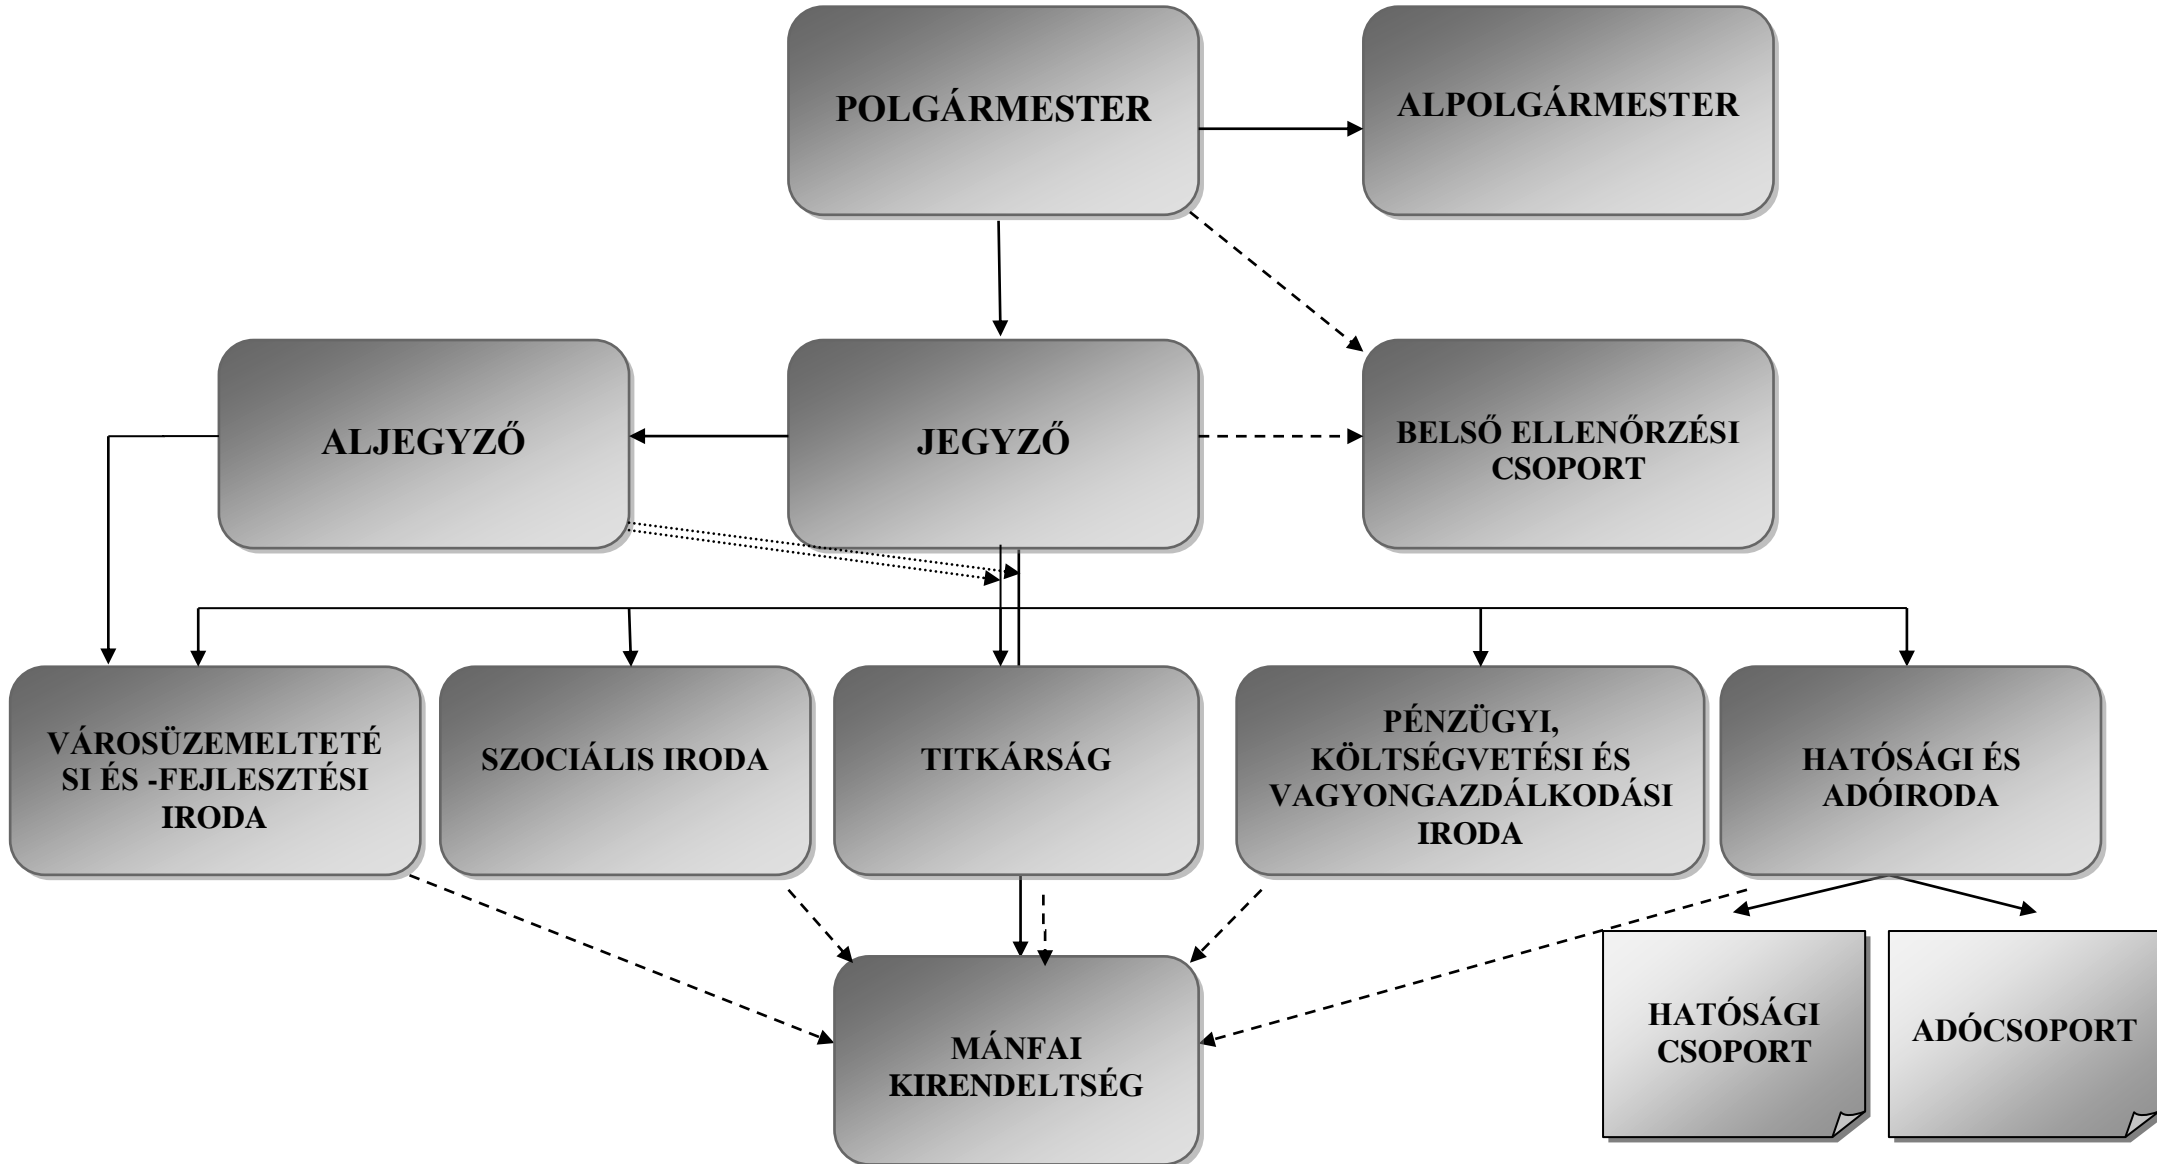 POLGÁRMESTER
ALPOLGÁRMESTER
ALJEGYZŐ
JEGYZŐ
BELSŐ ELLENŐRZÉSI
CSOPORT
VÁROSÜZEMELTETÉ
SI ÉS -FEJLESZTÉSI
IRODA
SZOCIÁLIS IRODA
TITKÁRSÁG
PÉNZÜGYI,
KÖLTSÉGVETÉSI ÉS
VAGYONGAZDÁLKODÁSI
IRODA
HATÓSÁGI ÉS
ADÓIRODA
MÁNFAI
KIRENDELTSÉG
HATÓSÁGI
CSOPORT
ADÓCSOPORT